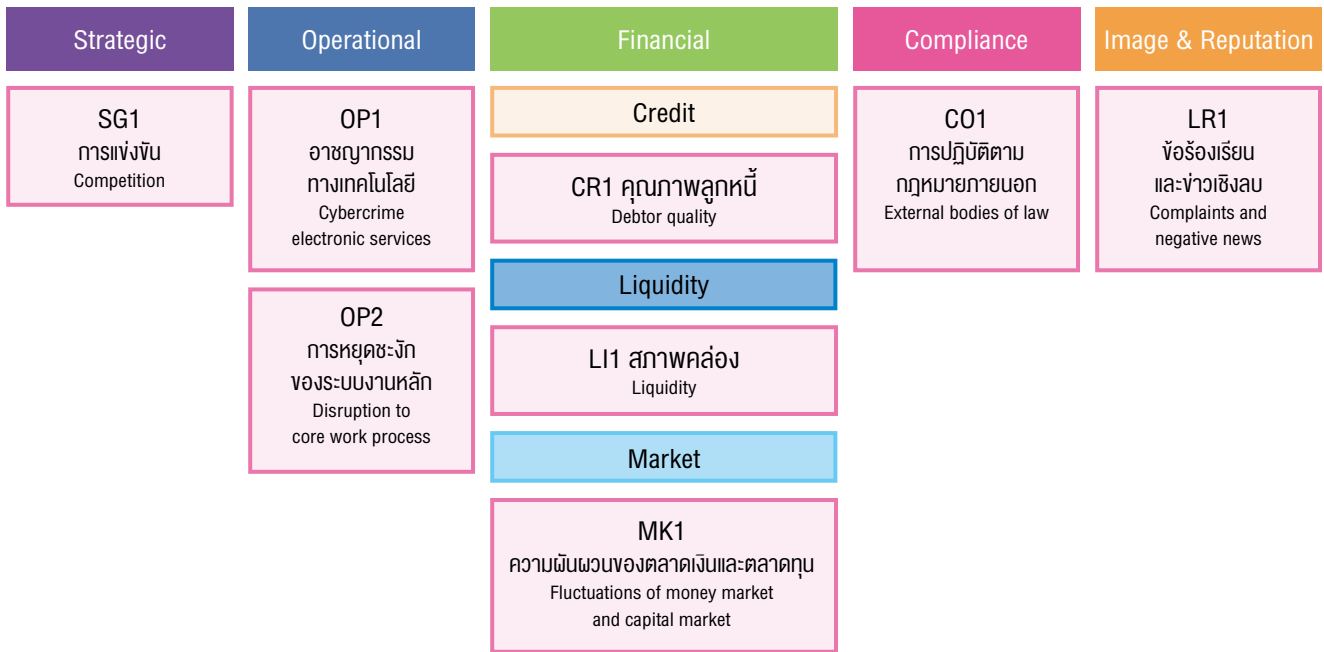 Strategic
SG1
การแข่งขัน
Competition
Operational
OP1
อาชญากรรม
ทางเทคโนโลยี
Cybercrime
electronic services
OP2
การหยุดชะงัก
ของระบบงานหลัก
Disruption to
core work process
Financial
Credit
CR1 คุณภาพลูกหนี้
Debtor quality
Liquidity
LI1 สภาพคล่อง
Liquidity
Market
MK1
ความผันผวนของตลาดเงินและตลาดทุน
Fluctuations of money market
and capital market
Compliance
CO1
การปฏิบัติตาม
กฎหมายภายนอก
External bodies of law
Image & Reputation
LR1
ข้อร้องเรียน
และข่าวเชิงลบ
Complaints and
negative news